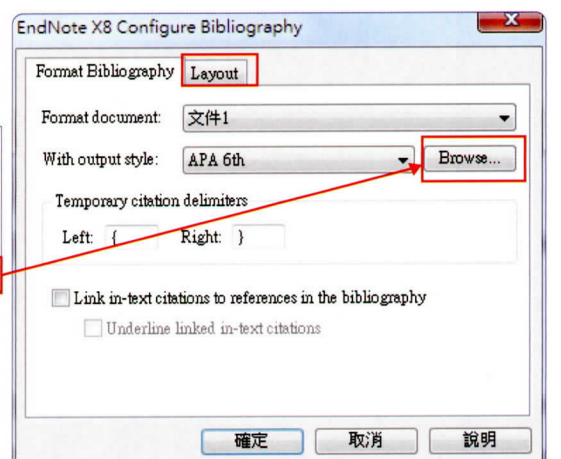 EndNote X8 Configure Bibliography
Format Bibliography Layout
Format document: 文件1
With output style: APA 6th Browse...
Temporary citation delimiters
Left: { Right: }
Link in-text citations to references in the bibliography
Underline linked in-text citations
確定 取消 說明